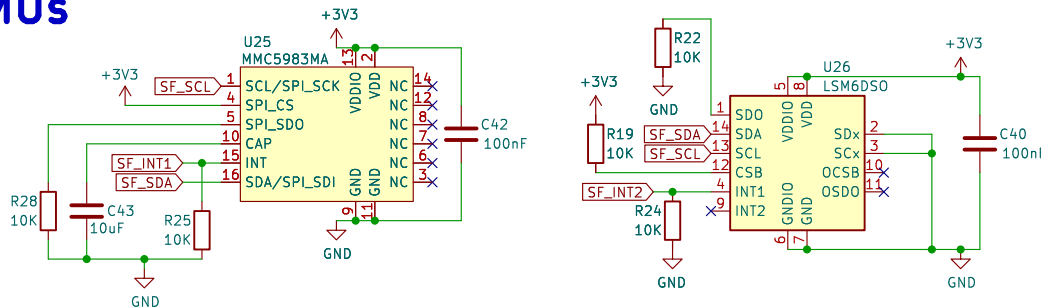 MUs
+3V3
U25
MMC5983MA
13
2
VDDIO
VDD
+3V3
SF_SCL
1
SCL/SPI_SCK
4
SPI_CS
5
SPI_SDO
10
CAP
SF_INT1
15
INT
SF_SDA
16
SDA/SPI_SDI
NC
14
NC
12
NC
8
NC
7
NC
6
NC
3
GND
GND
9
11
GND
C42
100nF
R28
10K
C43
10uF
R25
10K
GND
R22
10K
GND
+3V3
R19
10K
+3V3
U26
LSM6DSO
5
8
VDDIO
VDD
1
SDO
SF_SDA
14
SDA
SF_SCL
13
SCL
12
CSB
SF_INT2
4
INT1
9
INT2
SDx
2
SCx
3
OCSB
10
OSDO
11
GNDIO
GND
6
7
R24
10K
GND
GND
C40